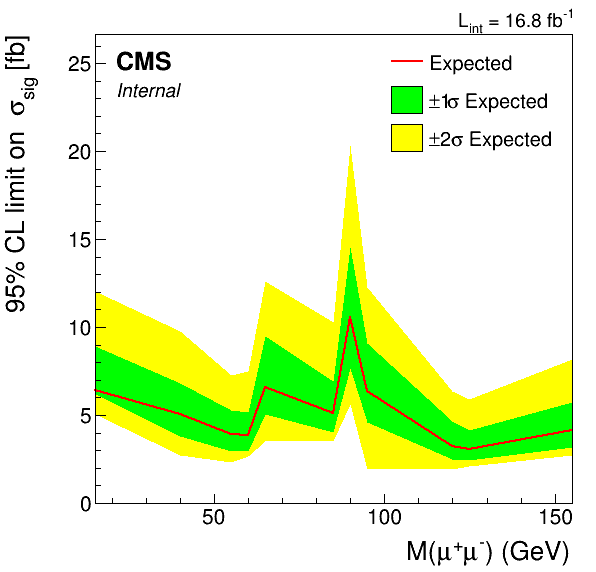 L_int = 16.8 fb^-1
CMS
Internal
Expected
±1σ Expected
±2σ Expected
95% CL limit on σ_sig [fb]
25
20
15
10
5
0
50
100
150
M(μ^+μ^-) (GeV)